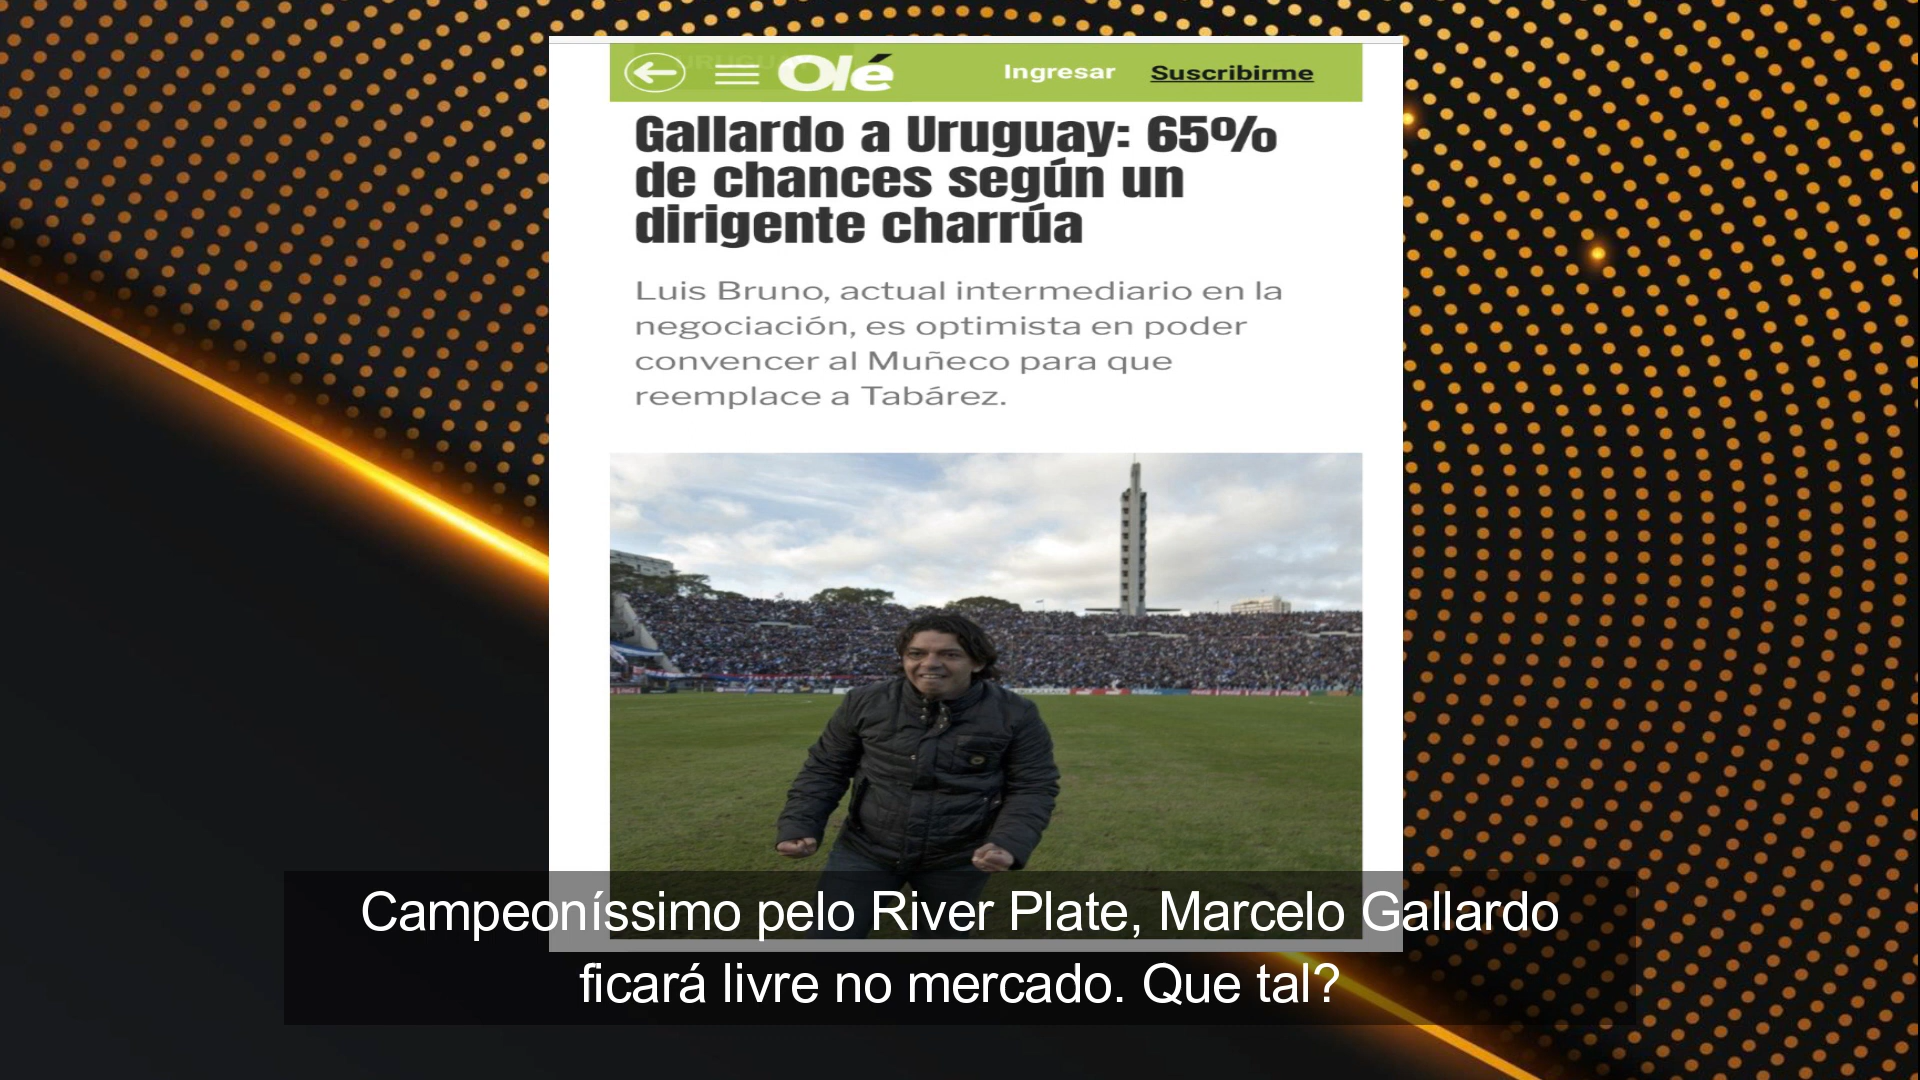 Olé
Ingresar
Suscribirme
Gallardo a Uruguay: 65%
de chances según un
dirigente charrúa
Luis Bruno, actual intermediario en la
negociación, es optimista en poder
convencer al Muñeco para que
reemplace a Tabárez.
Campeoníssimo pelo River Plate, Marcelo Gallardo
ficará livre no mercado. Que tal?